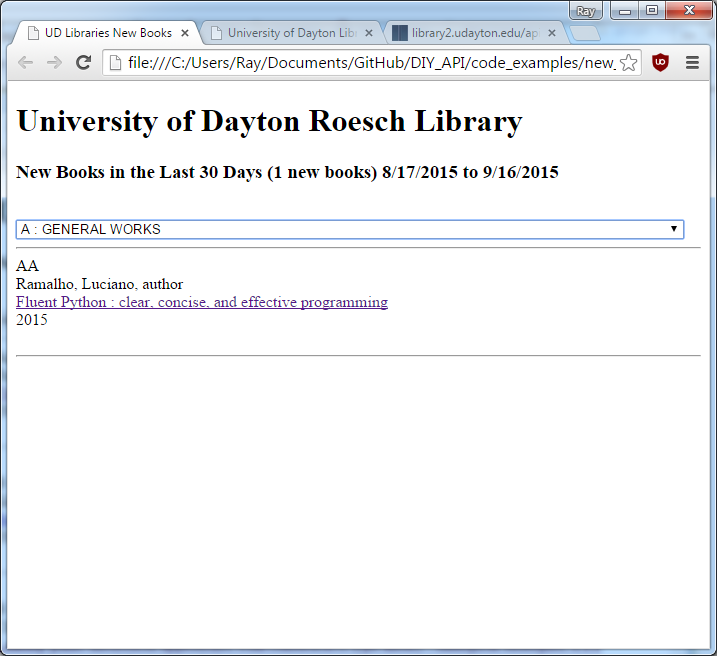 Ray
UD Libraries New Books
University of Dayton Lib
library2.udayton.edu/ap
file:///C:/Users/Ray/Documents/GitHub/DIY_API/code_examples/new_
University of Dayton Roesch Library
New Books in the Last 30 Days (1 new books) 8/17/2015 to 9/16/2015
A : GENERAL WORKS
AA
Ramalho, Luciano, author
Fluent Python : clear, concise, and effective programming
2015